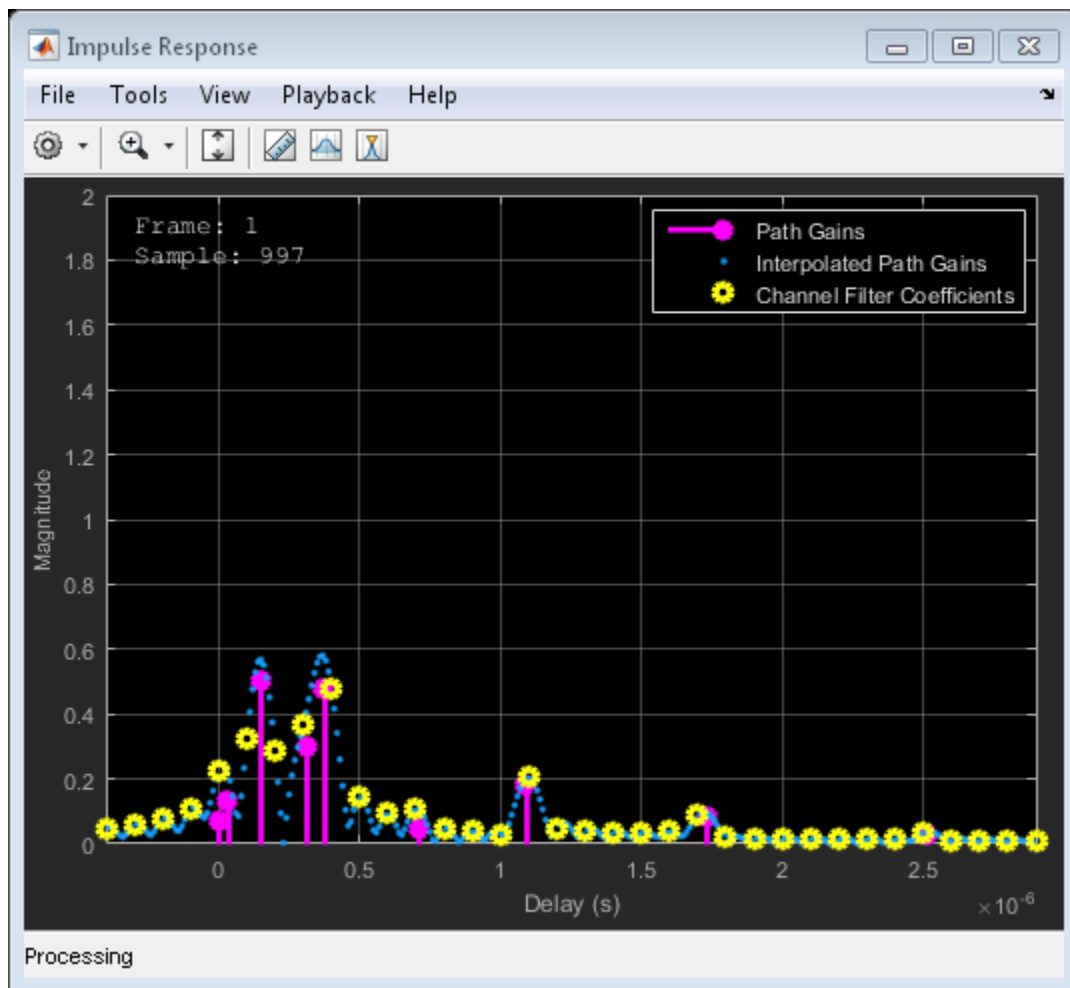 Impulse Response
File Tools View Playback Help
Frame: 1
Sample: 997
Path Gains
Interpolated Path Gains
Channel Filter Coefficients
2
1.8
1.6
1.4
1.2
1
0.8
0.6
0.4
0.2
0
Magnitude
0 0.5 1 1.5 2 2.5
Delay (s)
×10-6
Processing